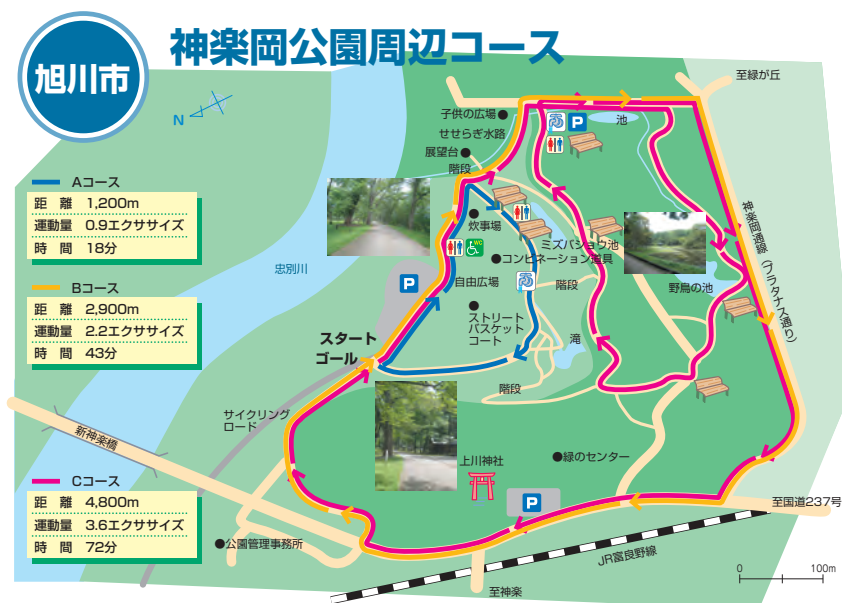 旭川市
神楽岡公園周辺コース
N
Aコース
距　離　1,200m
運動量　0.9エクササイズ
時　間　18分
Bコース
距　離　2,900m
運動量　2.2エクササイズ
時　間　43分
Cコース
距　離　4,800m
運動量　3.6エクササイズ
時　間　72分
至緑が丘
子供の広場
せせらぎ水路
展望台
階段
池
P
炊事場
ミズバショウ池
コンビネーション遊具
WC
自由広場
階段
P
野鳥の池
神楽岡通線(プラタナス通り)
忠別川
ストリート
バスケット
コート
滝
スタート
ゴール
階段
サイクリング
ロード
新神楽橋
上川神社
緑のセンター
P
至国道237号
公園管理事務所
JR富良野線
至神楽
0 100m